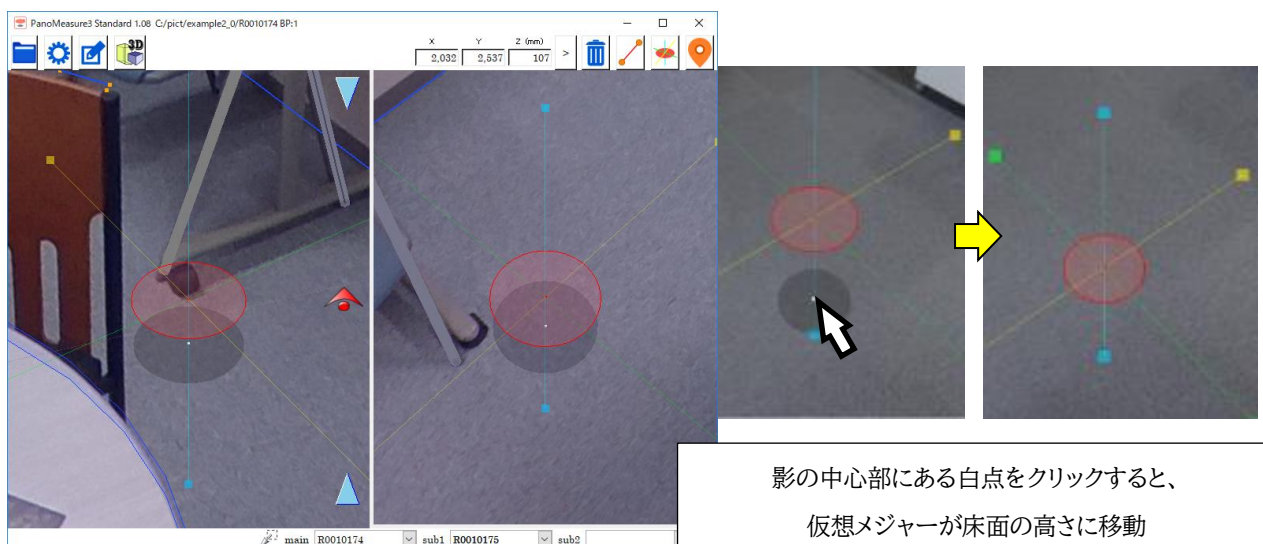 PanoMeasure3 Standard 1.08 C:/pict/example2_0/R0010174 BP:1
X Y Z (mm)
3D
2,032 2,537 107 >
影の中心部にある白点をクリックすると、
仮想メジャーが床面の高さに移動
main R0010174 sub1 R0010175 sub2